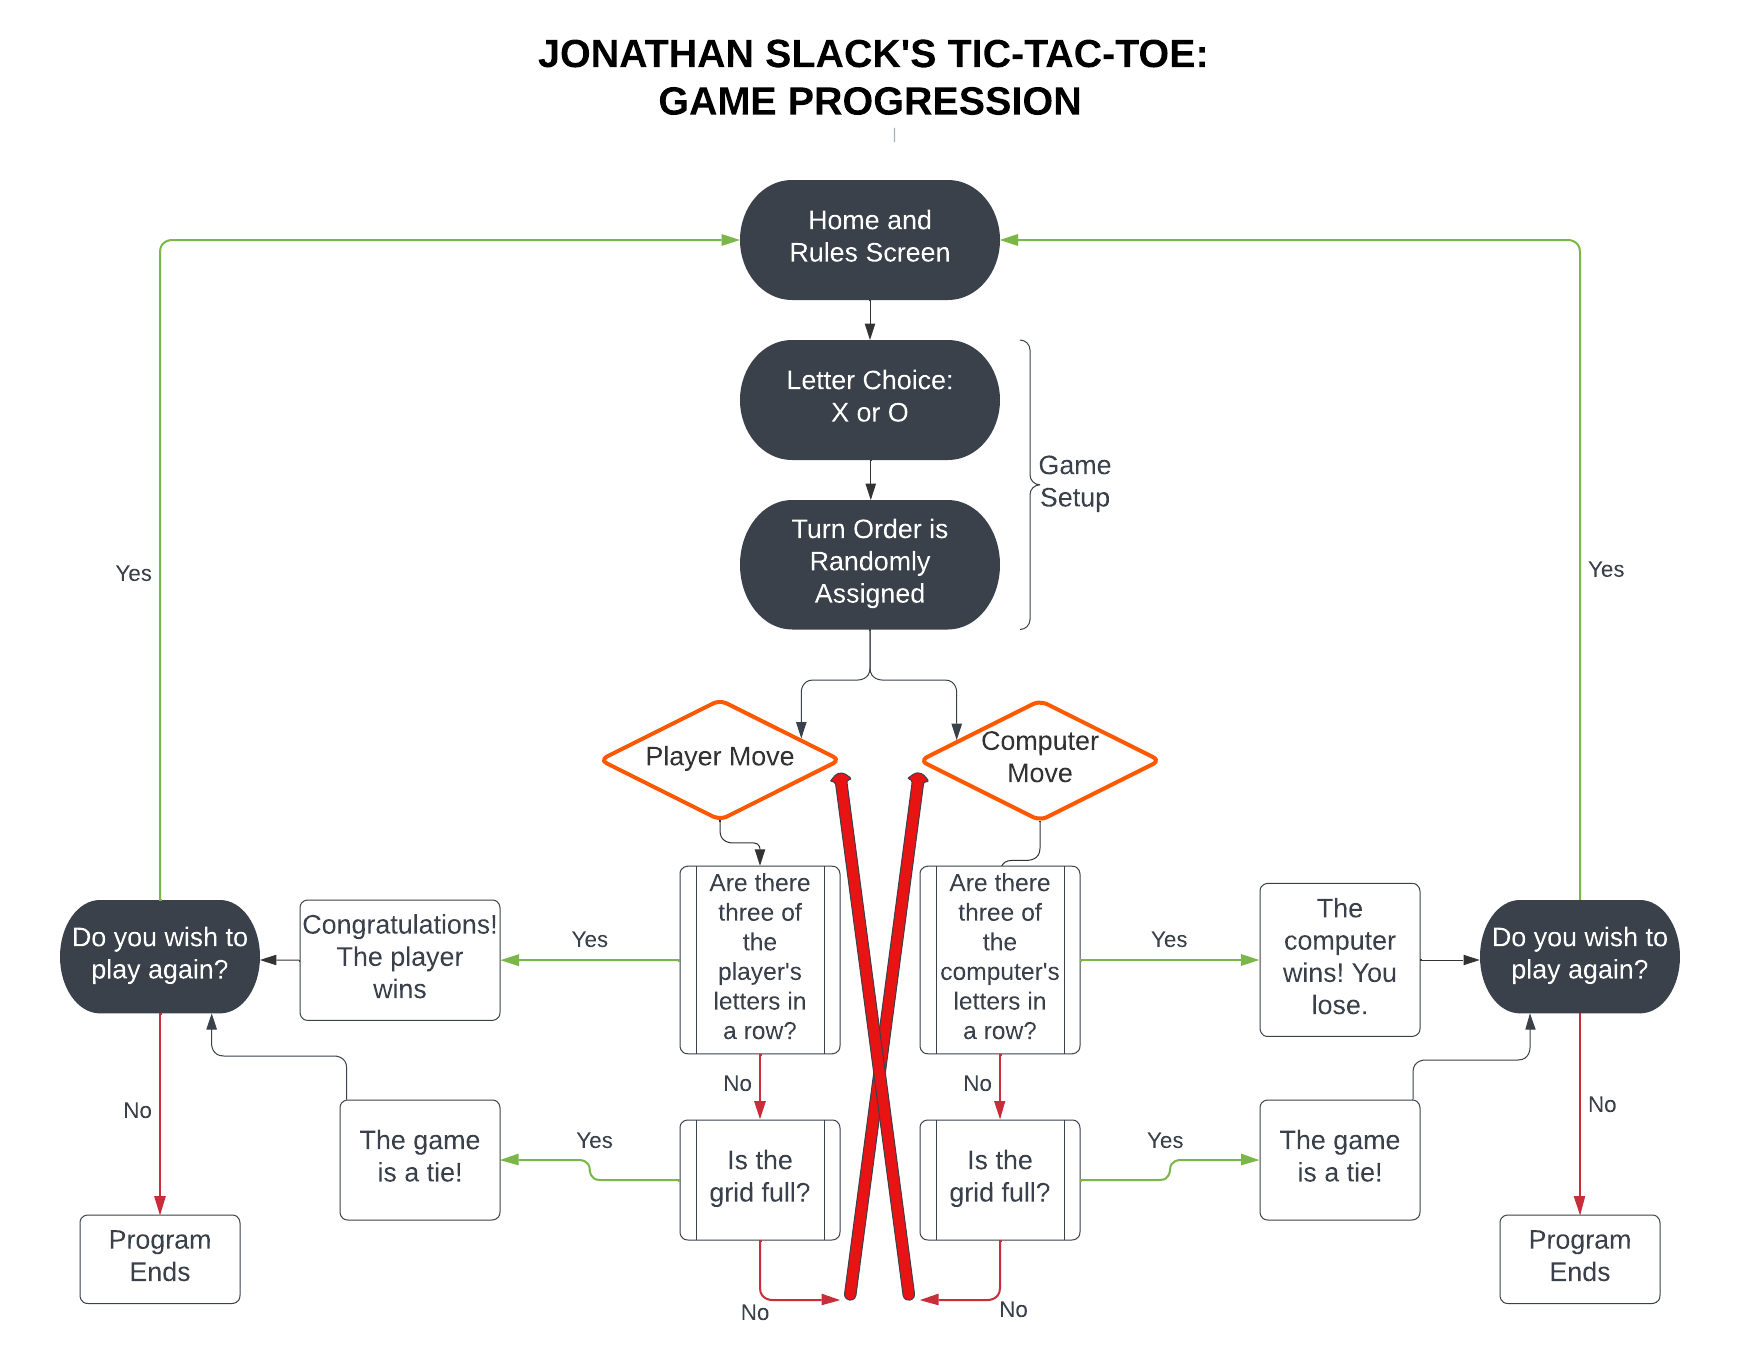 JONATHAN SLACK'S TIC-TAC-TOE:
GAME PROGRESSION
Home and
Rules Screen
Letter Choice:
X or O
Game
Setup
Turn Order is
Randomly
Assigned
Yes
Yes
Player Move
Computer
Move
Do you wish to
play again?
Congratulations!
The player
wins
Yes
Are there
three of
the
player's
letters in
a row?
Are there
three of
the
computer's
letters in
a row?
Yes
The
computer
wins! You
lose.
Do you wish to
play again?
No
No
No
No
The game
is a tie!
Yes
Is the
grid full?
Is the
grid full?
Yes
The game
is a tie!
Program
Ends
No
No
Program
Ends